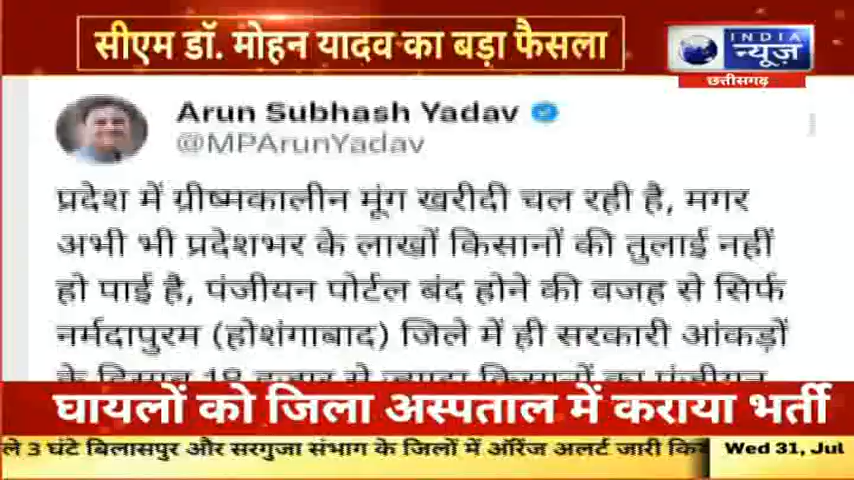 सीएम डॉ. मोहन यादव का बड़ा फैसला
INDIA
न्यूज़
छत्तीसगढ़
Arun Subhash Yadav
@MPArunYadav
प्रदेश में ग्रीष्मकालीन मूंग खरीदी चल रही है, मगर
अभी भी प्रदेशभर के लाखों किसानों की तुलाई नहीं
हो पाई है, पंजीयन पोर्टल बंद होने की वजह से सिर्फ
नर्मदापुरम (होशंगाबाद) जिले में ही सरकारी आंकड़ों
घायलों को जिला अस्पताल में कराया भर्ती
ले 3 घंटे बिलासपुर और सरगुजा संभाग के जिलों में ऑरेंज अलर्ट जारी
Wed 31, Jul